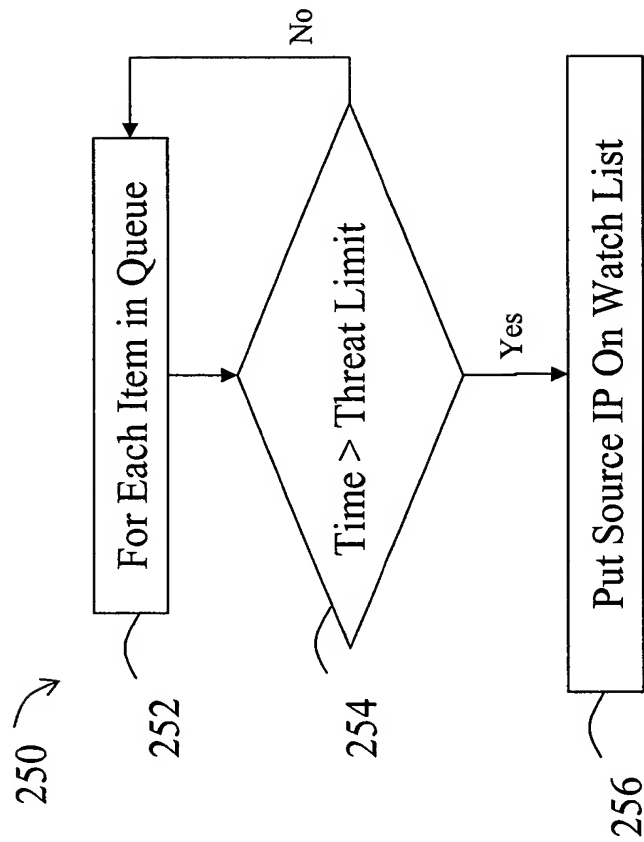 250
252
For Each Item in Queue
No
254
Time > Threat Limit
Yes
256
Put Source IP On Watch List